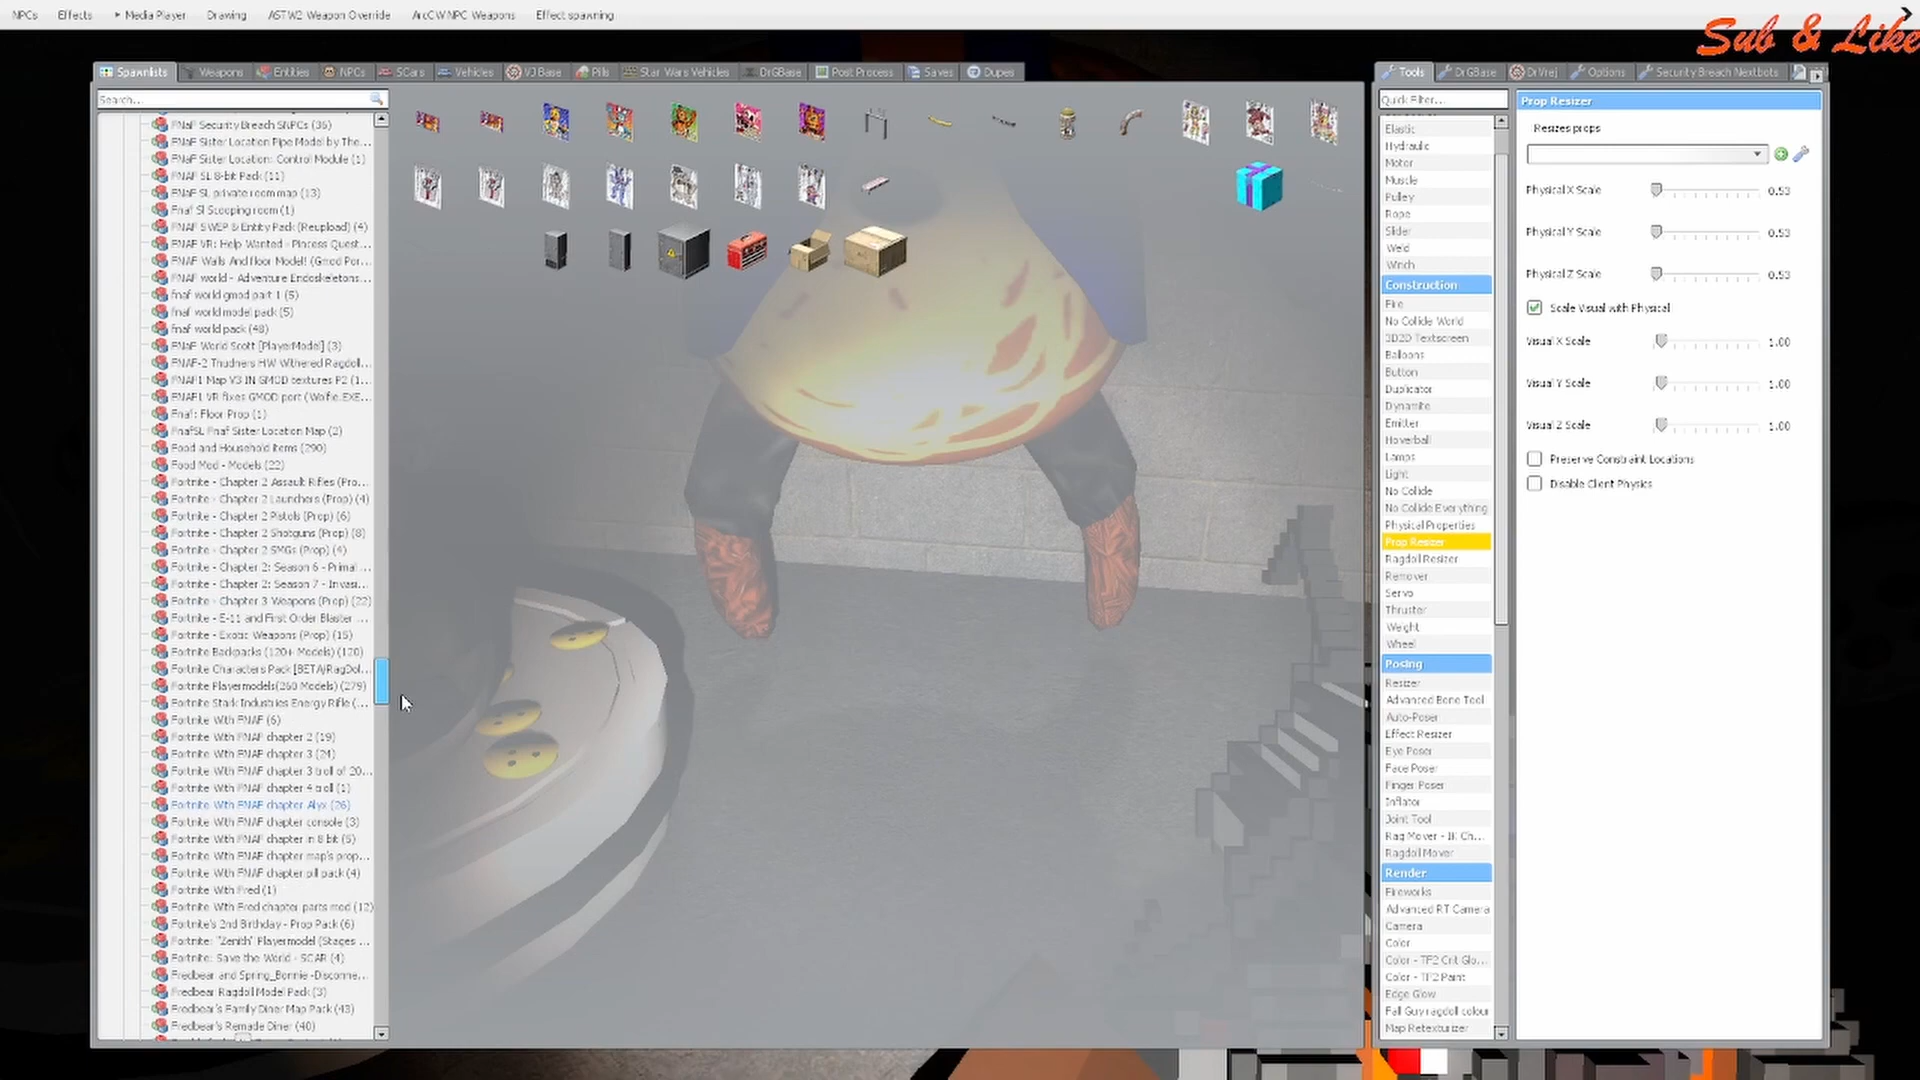 NPCs
Effects
Media Player
Drawing
ASTW2 Weapon Override
ArcCW NPC Weapons
Effect spawning
Sub & Like
Spawnlists
Weapons
Entities
NPCs
SCars
Vehicles
VJ Base
Pills
Star Wars Vehicles
DrGBase
Post Process
Saves
Dupes
Search...
FNaF Security Breach SNPCs (36)
FNaF Sister Location Pipe Model by The...
FNaF Sister Location: Control Module (1)
FNAF SL 8-bit Pack (11)
FNaF SL private room map (13)
Fnaf Sl Scooping room (1)
FNAF SWEP & Entity Pack (Reupload) (4)
FNAF VR: Help Wanted - Pincess Quest...
FNAF Walls And floor Model! (Gmod Por...
FNAF world - Adventure Endoskeletons...
fnaf world gmod part 1 (5)
fnaf world model pack (5)
fnaf world pack (48)
FNaF World Scott [PlayerModel] (3)
FNAF-2 Thudners HW Withered Ragdoll...
FNAF1 Map V3 IN GMOD textures P2 (1...
FNAF1 VR fixes GMOD port (Wolfie.EXE...
Fnaf: Floor Prop (1)
FnafSL Fnaf Sister Location Map (2)
Food and Household items (290)
Food Mod - Models (22)
Fortnite - Chapter 2 Assault Rifles (Pro...
Fortnite - Chapter 2 Launchers (Prop) (4)
Fortnite - Chapter 2 Pistols (Prop) (6)
Fortnite - Chapter 2 Shotguns (Prop) (8)
Fortnite - Chapter 2 SMGs (Prop) (4)
Fortnite - Chapter 2: Season 6 - Primal ...
Fortnite - Chapter 2: Season 7 - Invasi...
Fortnite - Chapter 3 Weapons (Prop) (22)
Fortnite - E-11 and First Order Blaster ...
Fortnite - Exotic Weapons (Prop) (15)
Fortnite Backpacks (120+ Models) (120)
Fortnite Characters Pack [BETA/RagDol...
Fortnite Playermodels(260 Models) (279)
Fortnite Stark Industries Energy Rifle (...
Fortnite With FNAF (6)
Fortnite With FNAF chapter 2 (19)
Fortnite With FNAF chapter 3 (24)
Fortnite With FNAF chapter 3 troll of 20...
Fortnite With FNAF chapter 4 troll (1)
Fortnite With FNAF chapter Alyx (26)
Fortnite With FNAF chapter console (3)
Fortnite With FNAF chapter in 8 bit (5)
Fortnite With FNAF chapter map's prop...
Fortnite With FNAF chapter pill pack (4)
Fortnite With Fred (1)
Fortnite With Fred chapter parts mod (12)
Fortnite's 2nd Birthday - Prop Pack (6)
Fortnite: "Zenith" Playermodel (Stages ...
Fortnite: Save the World - SCAR (4)
Fredbear and Spring_Bonnie -Disconne...
Fredbear Ragdoll Model Pack (3)
Fredbear's Family Diner Map Pack (43)
Fredbear's Remade Diner (40)
Tools
DrGBase
DrVrej
Options
Security Breach Nextbots
Quick Filter...
Elastic
Hydraulic
Motor
Muscle
Pulley
Rope
Slider
Weld
Winch
Construction
Fire
No Collide World
3D2D Textscreen
Balloons
Button
Duplicator
Dynamite
Emitter
Hoverball
Lamps
Light
No Collide
No Collide Everything
Physical Properties
Prop Resizer
Ragdoll Resizer
Remover
Servo
Thruster
Weight
Wheel
Posing
Resizer
Advanced Bone Tool
Auto-Poser
Effect Resizer
Eye Poser
Face Poser
Finger Poser
Inflator
Joint Tool
Rag Mover - IK Ch...
Ragdoll Mover
Render
Fireworks
Advanced RT Camera
Camera
Color
Color - TF2 Crit Glo...
Color - TF2 Paint
Edge Glow
Fall Guy ragdoll colour
Map Retexturizer
Prop Resizer
Resizes props
Physical X Scale 0.53
Physical Y Scale 0.53
Physical Z Scale 0.53
Scale Visual with Physical
Visual X Scale 1.00
Visual Y Scale 1.00
Visual Z Scale 1.00
Preserve Constraint Locations
Disable Client Physics